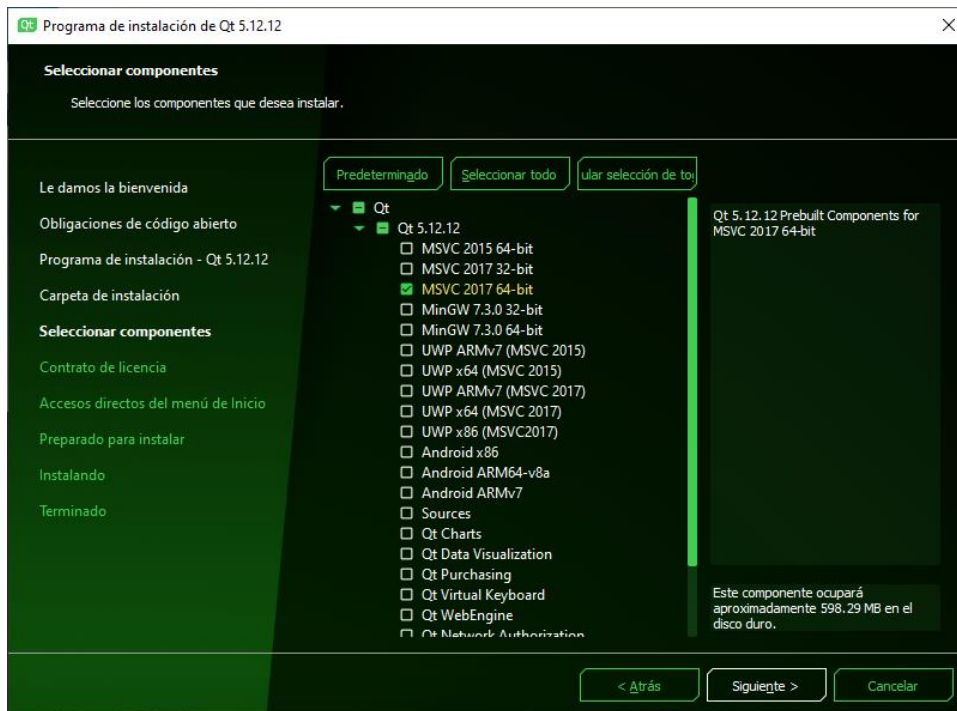 Qt Programa de instalación de Qt 5.12.12
Seleccionar componentes
Seleccione los componentes que desea instalar.
Le damos la bienvenida
Obligaciones de código abierto
Programa de instalación - Qt 5.12.12
Carpeta de instalación
Seleccionar componentes
Contrato de licencia
Accesos directos del menú de Inicio
Preparado para instalar
Instalando
Terminado
Predeterminado
Seleccionar todo
ular selección de to
Qt
Qt 5.12.12
MSVC 2015 64-bit
MSVC 2017 32-bit
MSVC 2017 64-bit
MinGW 7.3.0 32-bit
MinGW 7.3.0 64-bit
UWP ARMv7 (MSVC 2015)
UWP x64 (MSVC 2015)
UWP ARMv7 (MSVC 2017)
UWP x64 (MSVC 2017)
UWP x86 (MSVC2017)
Android x86
Android ARM64-v8a
Android ARMv7
Sources
Qt Charts
Qt Data Visualization
Qt Purchasing
Qt Virtual Keyboard
Qt WebEngine
Qt Network Authorization
Qt 5.12.12 Prebuilt Components for
MSVC 2017 64-bit
Este componente ocupará
aproximadamente 598.29 MB en el
disco duro.
< Atrás
Siguiente >
Cancelar